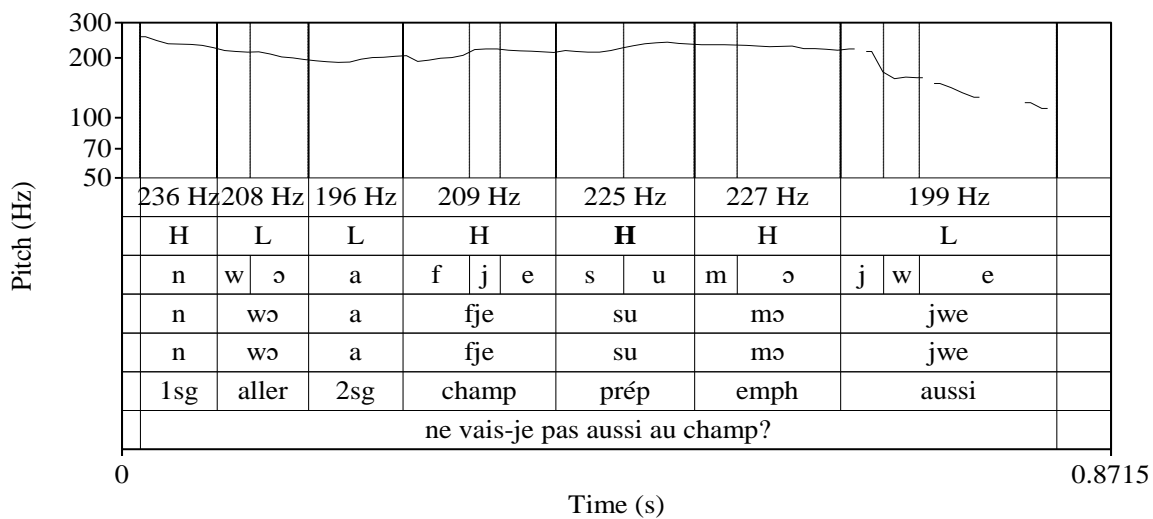 300
200
100
70
50
Pitch (Hz)
236 Hz 208 Hz 196 Hz 209 Hz 225 Hz 227 Hz 199 Hz
H L L H H H L
n w ɔ a f j e s u m ɔ j w e
n wɔ a fje su mɔ jwe
n wɔ a fje su mɔ jwe
1sg aller 2sg champ prép emph aussi
ne vais-je pas aussi au champ?
0 0.8715
Time (s)